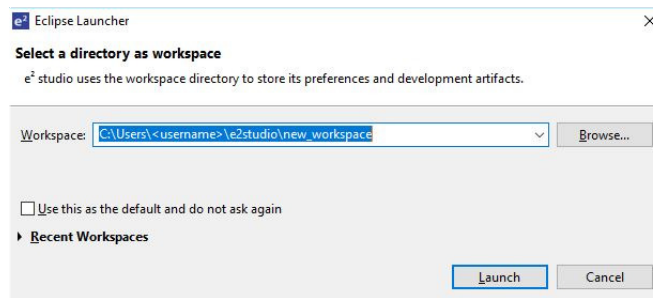 e² Eclipse Launcher
Select a directory as workspace
e² studio uses the workspace directory to store its preferences and development artifacts.
Workspace: C:\Users\<username>\e2studio\new_workspace Browse...
Use this as the default and do not ask again
Recent Workspaces
Launch Cancel